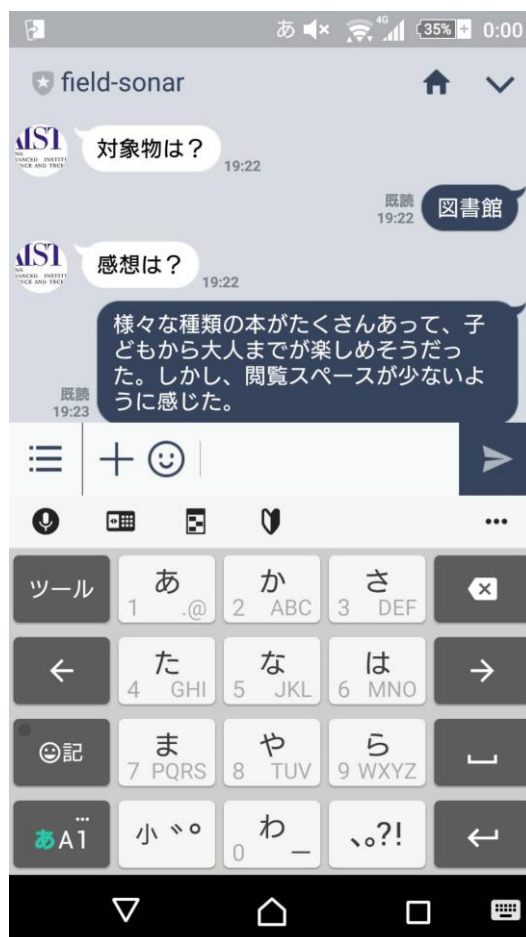 あ 4G 35% 0:00
field-sonar
AIST
対象物は？
19:22
既読
19:22
図書館
AIST
感想は？
19:22
様々な種類の本がたくさんあって、子
どもから大人までが楽しめそうだっ
た。しかし、閲覧スペースが少ないよ
うに感じた。
既読
19:23
ツール
あ
1 .@
か
2 ABC
さ
3 DEF
た
4 GHI
な
5 JKL
は
6 MNO
記
ま
7 PQRS
や
8 TUV
ら
9 WXYZ
あA1
小 ゛゜
わ
0 ー
、。?!